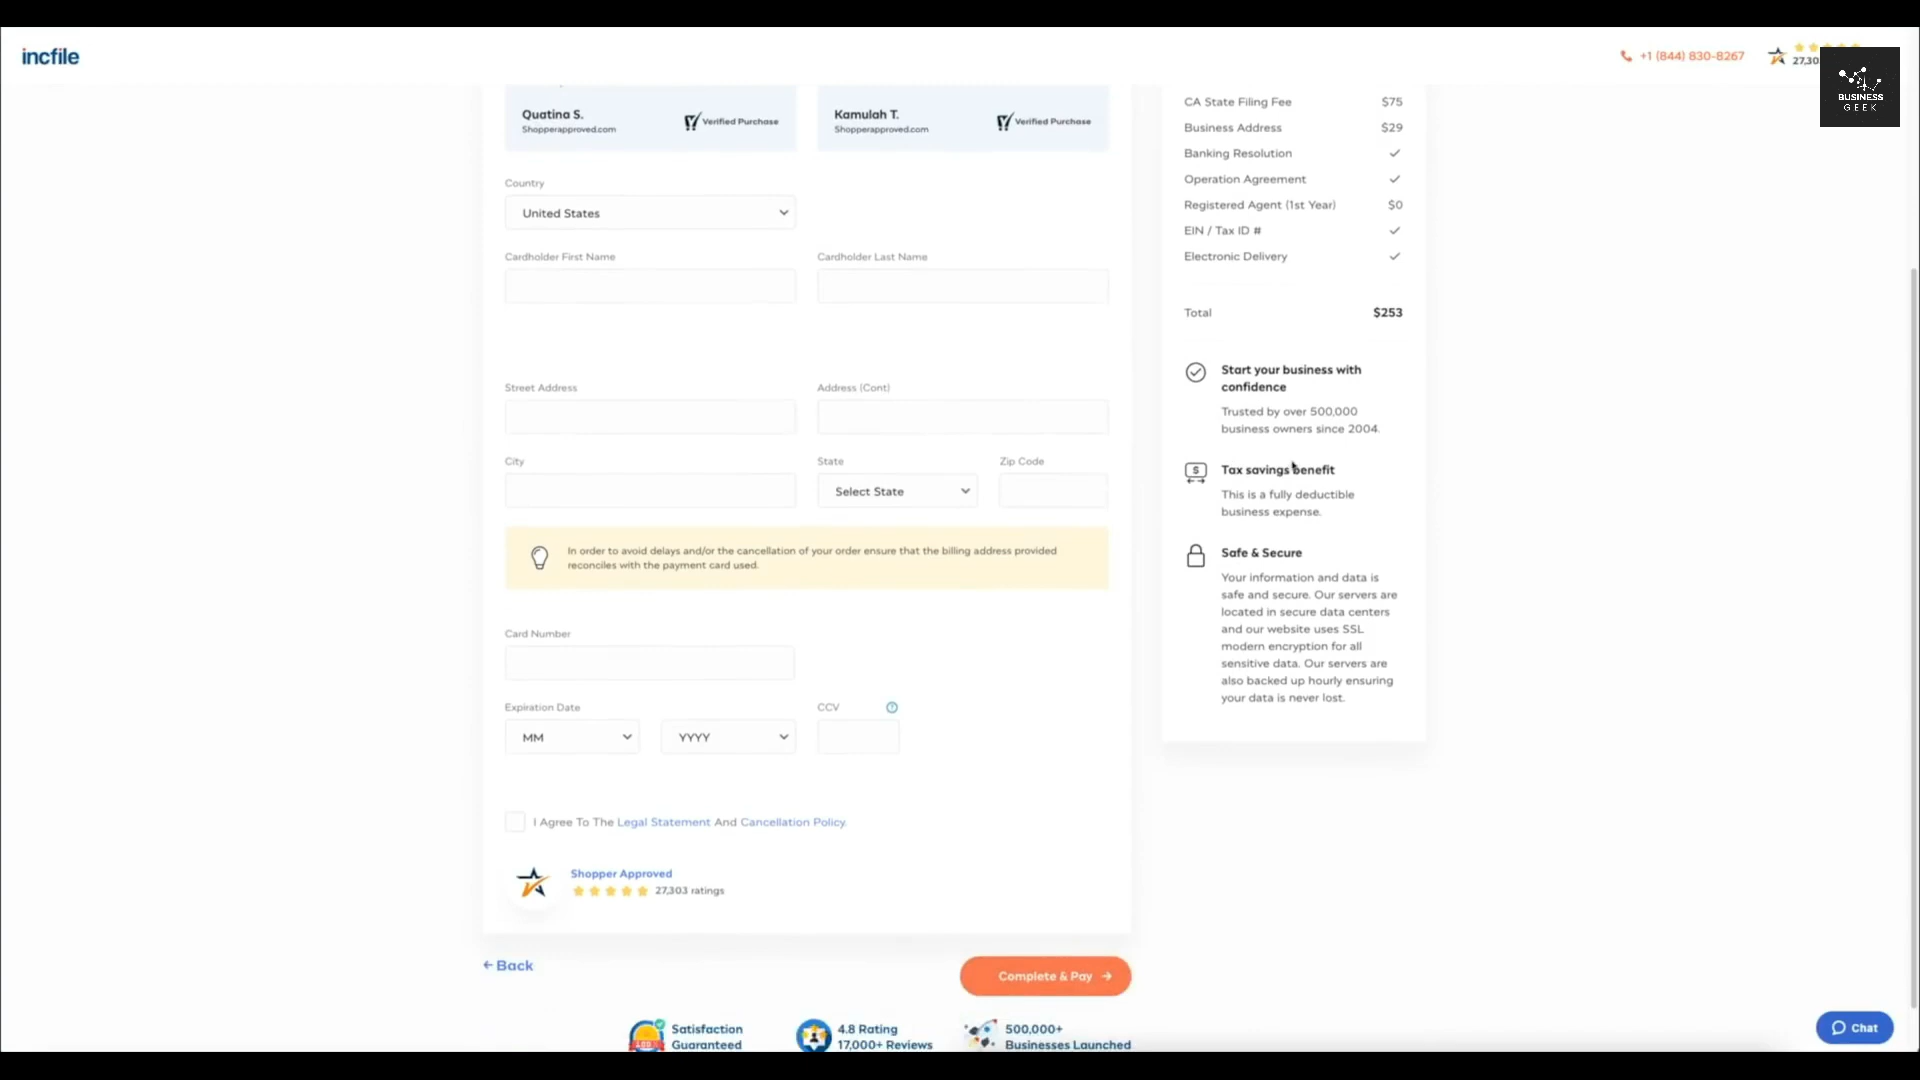 incfile
+1 (844) 830-8267
BUSINESS
GEEK
Quatina S.
Shopperapproved.com
Verified Purchase
Kamulah T.
Shopperapproved.com
Verified Purchase
Country
United States
Cardholder First Name
Cardholder Last Name
Street Address
Address (Cont)
City
State
Zip Code
Select State
In order to avoid delays and/or the cancellation of your order ensure that the billing address provided
reconciles with the payment card used.
Card Number
Expiration Date
CCV
MM
YYYY
I Agree To The Legal Statement And Cancellation Policy.
Shopper Approved
27,303 ratings
Back
Complete & Pay
CA State Filing Fee $75
Business Address $29
Banking Resolution
Operation Agreement
Registered Agent (1st Year) $0
EIN / Tax ID #
Electronic Delivery
Total $253
Start your business with
confidence
Trusted by over 500,000
business owners since 2004.
Tax savings benefit
This is a fully deductible
business expense.
Safe & Secure
Your information and data is
safe and secure. Our servers are
located in secure data centers
and our website uses SSL
modern encryption for all
sensitive data. Our servers are
also backed up hourly ensuring
your data is never lost.
Satisfaction
Guaranteed
4.8 Rating
17,000+ Reviews
500,000+
Businesses Launched
Chat